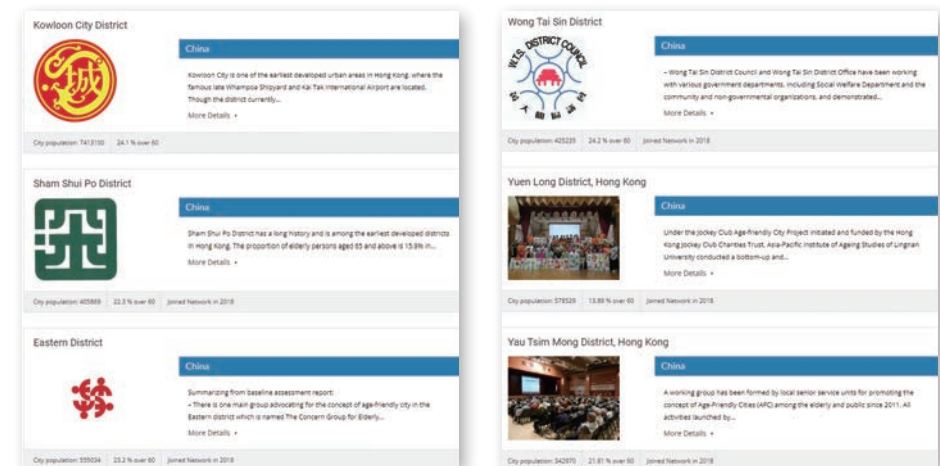 Kowloon City District
China
城
Kowloon City is one of the earliest developed urban areas in Hong Kong, where the
famous late Whampoa Shipyard and Kai Tak International Airport are located.
Though the district currently...
More Details +
City population: 7413100 24.1 % over 60
Sham Shui Po District
China
Sham Shui Po District has a long history and is among the earliest developed districts
in Hong Kong. The proportion of elderly persons aged 65 and above is 15.9% in...
More Details +
City population: 405869 22.3 % over 60 Joined Network in 2018
Eastern District
China
Summarizing from baseline assessment report:
– There is one main group advocating for the concept of age-friendly city in the
Eastern district which is named The Concern Group for Elderly...
More Details +
City population: 555034 23.2 % over 60 Joined Network in 2018
Wong Tai Sin District
W.T.S. DISTRICT COUNCIL
China
– Wong Tai Sin District Council and Wong Tai Sin District Office have been working
with various government departments, including Social Welfare Department and the
community and non-governmental organizations, and demonstrated...
More Details +
City population: 425235 24.2 % over 60 Joined Network in 2018
Yuen Long District, Hong Kong
China
Under the Jockey Club Age-friendly City Project initiated and funded by the Hong
Kong Jockey Club Charities Trust, Asia-Pacific Institute of Ageing Studies of Lingnan
University conducted a bottom-up and...
More Details +
City population: 578529 13.89 % over 60 Joined Network in 2018
Yau Tsim Mong District, Hong Kong
China
A working group has been formed by local senior service units for promoting the
concept of Age-Friendly Cities (AFC) among the elderly and public since 2011. All
activities launched by...
More Details +
City population: 342970 21.81 % over 60 Joined Network in 2018